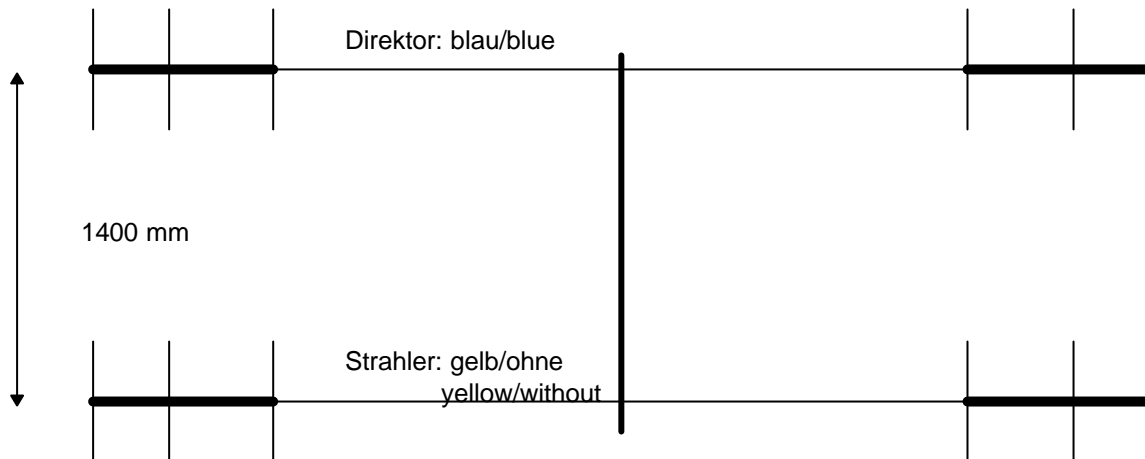 Direktor: blau/blue
1400 mm
Strahler: gelb/ohne
yellow/without